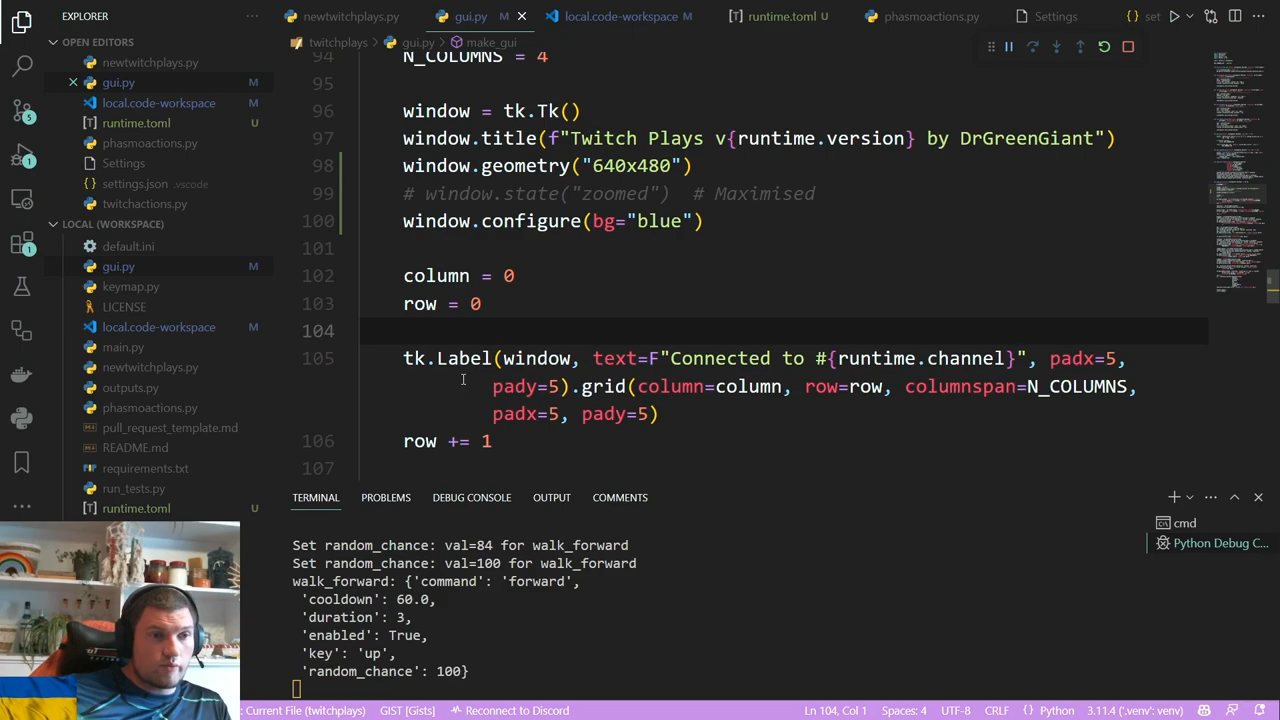 newtwitchplays.py
gui.py M
local.code-workspace M
runtime.toml U
phasmoactions.py
Settings
{} set
EXPLORER
twitchplays > gui.py > make_gui
OPEN EDITORS
newtwitchplays.py
gui.py M
local.code-workspace M
runtime.toml U
phasmoactions.py
Settings
settings.json .vscode
twitchactions.py
LOCAL (WORKSPACE)
default.ini
gui.py M
keymap.py
LICENSE
local.code-workspace M
main.py
newtwitchplays.py
outputs.py
phasmoactions.py
pull_request_template.md
README.md
requirements.txt
run_tests.py
runtime.toml U
5
1
1
94 N_COLUMNS = 4
95
96 window = tk.Tk()
97 window.title(f"Twitch Plays v{runtime.version} by DrGreenGiant")
98 window.geometry("640x480")
99 # window.state("zoomed") # Maximised
100 window.configure(bg="blue")
101
102 column = 0
103 row = 0
104
105 tk.Label(window, text=F"Connected to #{runtime.channel}", padx=5,
pady=5).grid(column=column, row=row, columnspan=N_COLUMNS,
padx=5, pady=5)
106 row += 1
107
TERMINAL PROBLEMS DEBUG CONSOLE OUTPUT COMMENTS
cmd
Python Debug C...
Set random_chance: val=84 for walk_forward
Set random_chance: val=100 for walk_forward
walk_forward: {'command': 'forward',
'cooldown': 60.0,
'duration': 3,
'enabled': True,
'key': 'up',
'random_chance': 100}
: Current File (twitchplays) GIST [Gists] Reconnect to Discord Ln 104, Col 1 Spaces: 4 UTF-8 CRLF {} Python 3.11.4 ('.venv': venv)